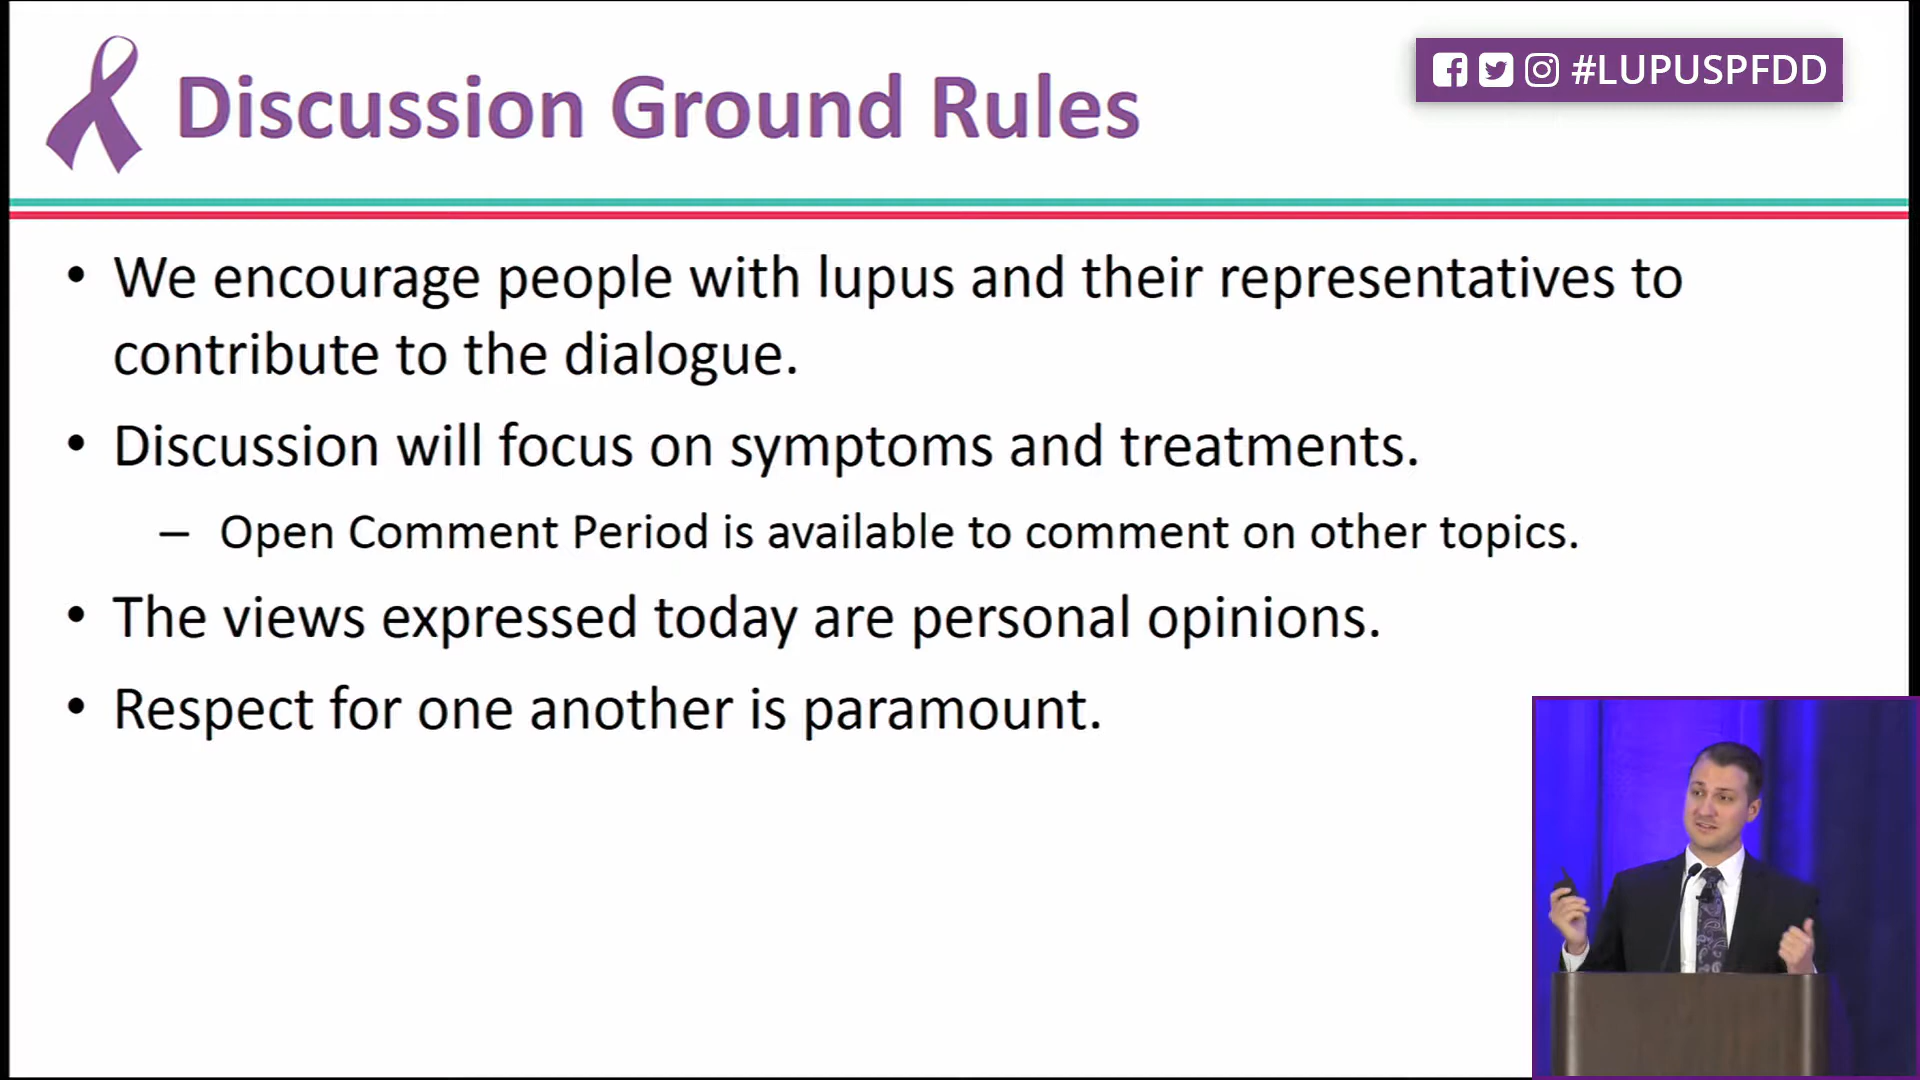 Discussion Ground Rules
#LUPUSPFDD
• We encourage people with lupus and their representatives to
contribute to the dialogue.
• Discussion will focus on symptoms and treatments.
– Open Comment Period is available to comment on other topics.
• The views expressed today are personal opinions.
• Respect for one another is paramount.